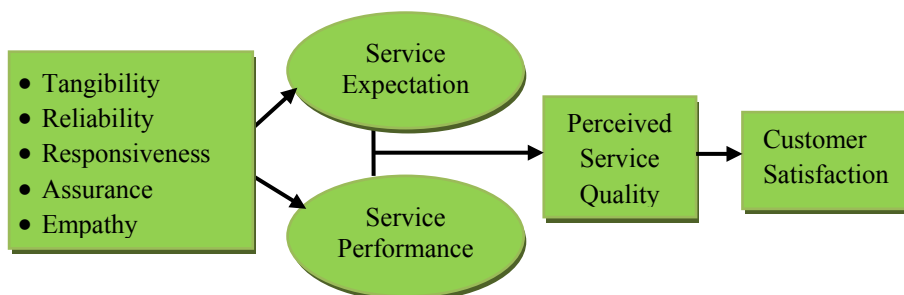 • Tangibility
• Reliability
• Responsiveness
• Assurance
• Empathy
Service
Expectation
Service
Performance
Perceived
Service
Quality
Customer
Satisfaction